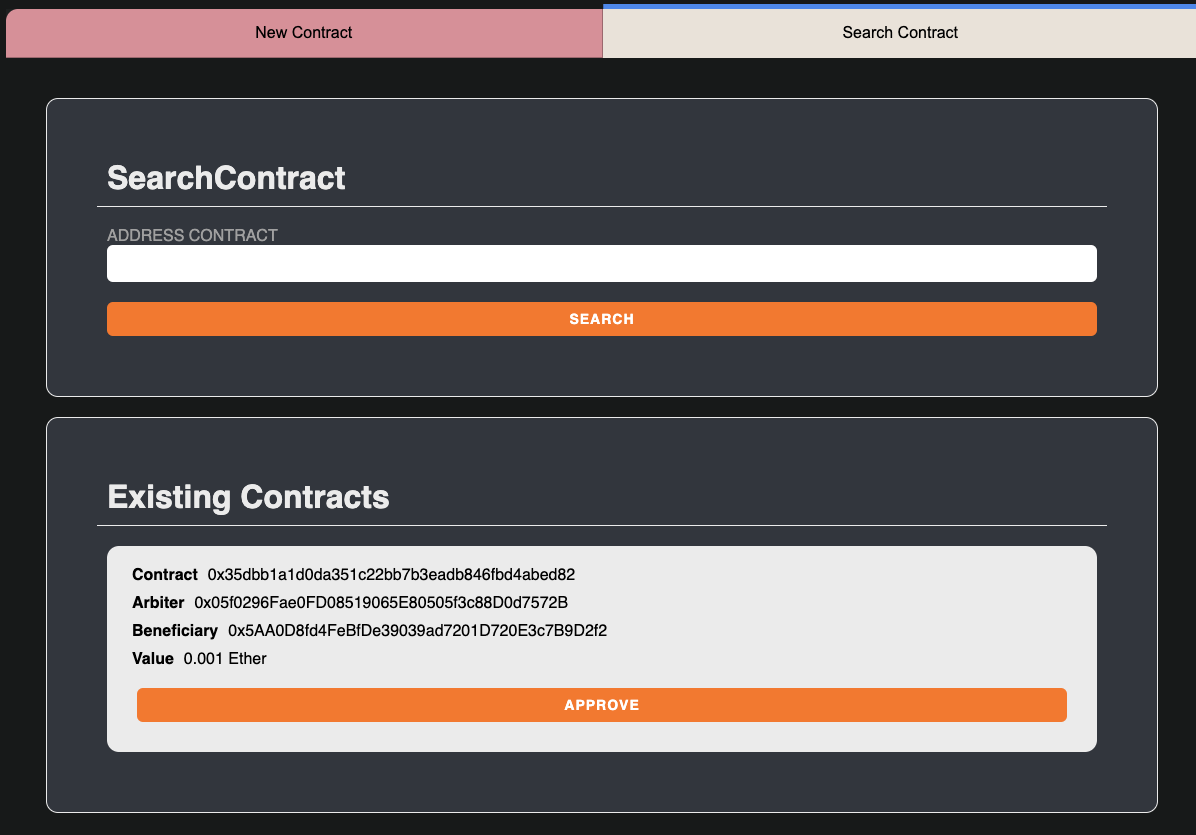 New Contract
Search Contract
SearchContract
ADDRESS CONTRACT
SEARCH
Existing Contracts
Contract 0x35dbb1a1d0da351c22bb7b3eadb846fbd4abed82
Arbiter 0x05f0296Fae0FD08519065E80505f3c88D0d7572B
Beneficiary 0x5AA0D8fd4FeBfDe39039ad7201D720E3c7B9D2f2
Value 0.001 Ether
APPROVE